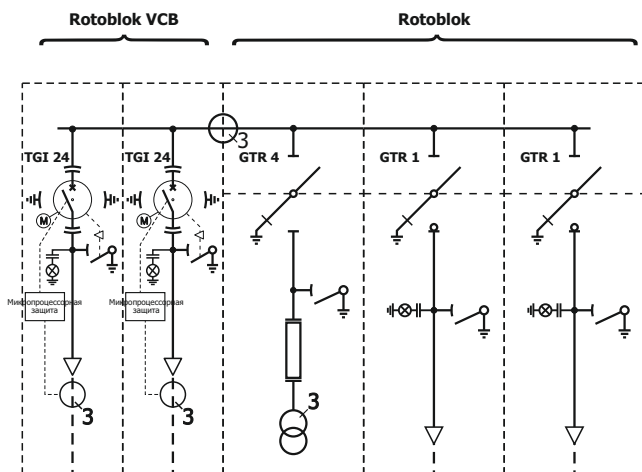 Rotoblok VCB
Rotoblok
3
TGI 24
TGI 24
GTR 4
GTR 1
GTR 1
M
M
Микропроцессорная
защита
Микропроцессорная
защита
3
3
3